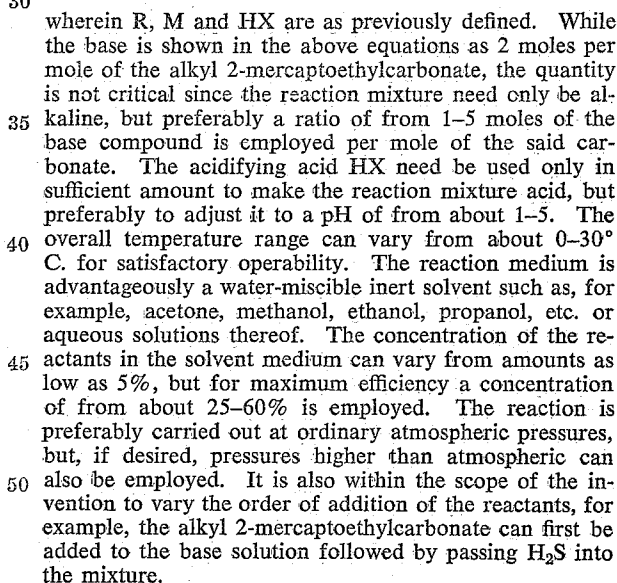 30
wherein R, M and HX are as previously defined. While
the base is shown in the above equations as 2 moles per
mole of the alkyl 2-mercaptoethylcarbonate, the quantity
is not critical since the reaction mixture need only be al-
35 kaline, but preferably a ratio of from 1–5 moles of the
base compound is employed per mole of the said car-
bonate. The acidifying acid HX need be used only in
sufficient amount to make the reaction mixture acid, but
preferably to adjust it to a pH of from about 1–5. The
40 overall temperature range can vary from about 0–30°
C. for satisfactory operability. The reaction medium is
advantageously a water-miscible inert solvent such as, for
example, acetone, methanol, ethanol, propanol, etc. or
aqueous solutions thereof. The concentration of the re-
45 actants in the solvent medium can vary from amounts as
low as 5%, but for maximum efficiency a concentration
of from about 25–60% is employed. The reaction is
preferably carried out at ordinary atmospheric pressures,
but, if desired, pressures higher than atmospheric can
50 also be employed. It is also within the scope of the in-
vention to vary the order of addition of the reactants, for
example, the alkyl 2-mercaptoethylcarbonate can first be
added to the base solution followed by passing H₂S into
the mixture.